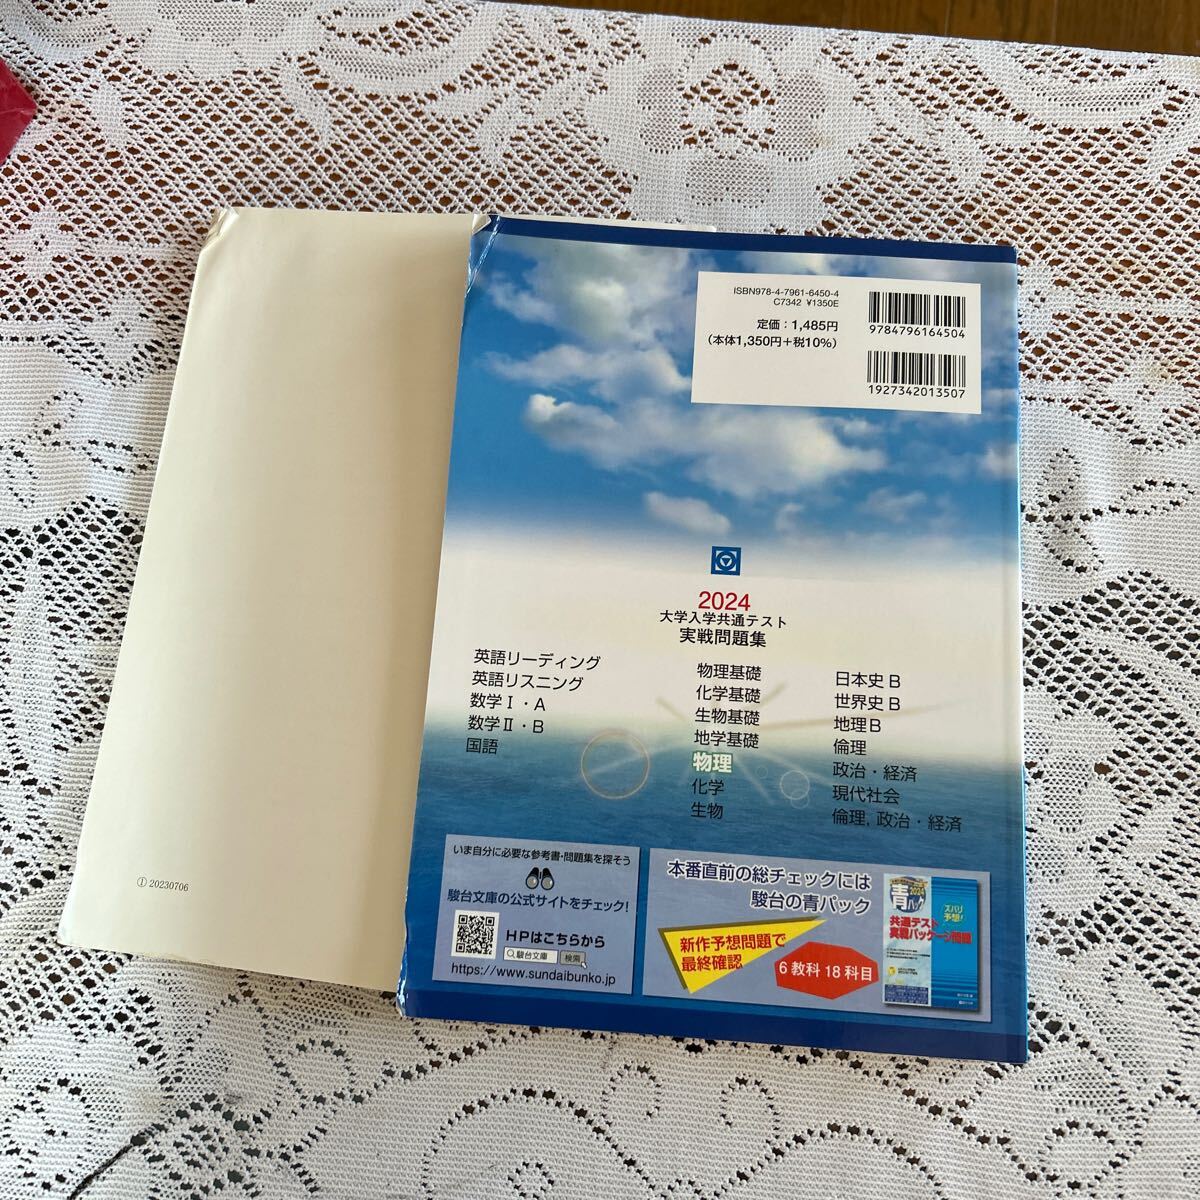 ISBN978-4-7961-6450-4
C7342 ¥1350E
定価：1,485円
（本体1,350円＋税10%）
9784796164504
1927342013507
2024
大学入学共通テスト
実戦問題集
英語リーディング
英語リスニング
数学Ⅰ・A
数学Ⅱ・B
国語
物理基礎
化学基礎
生物基礎
地学基礎
物理
化学
生物
日本史B
世界史B
地理B
倫理
政治・経済
現代社会
倫理, 政治・経済
いま自分に必要な参考書・問題集を探そう
駿台文庫の公式サイトをチェック!
HPはこちらから
駿台文庫 検索
https://www.sundaibunko.jp
本番直前の総チェックには
駿台の青パック
新作予想問題で
最終確認
6教科18科目
2024
青パック
ズバリ
予想!
共通テスト
実戦パッケージ問題
① 20230706